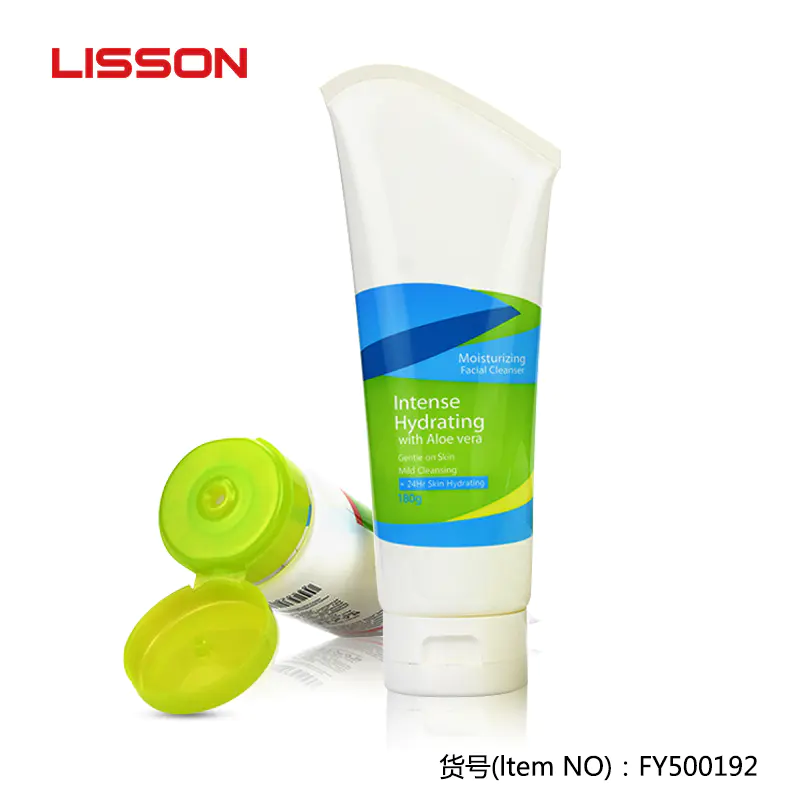 LISSON
Moisturizing
Facial Cleanser
Intense
Hydrating
with Aloe vera
Gentle on Skin
Mild Cleansing
+ 24Hr Skin Hydrating
180g
货号(Item NO)：FY500192